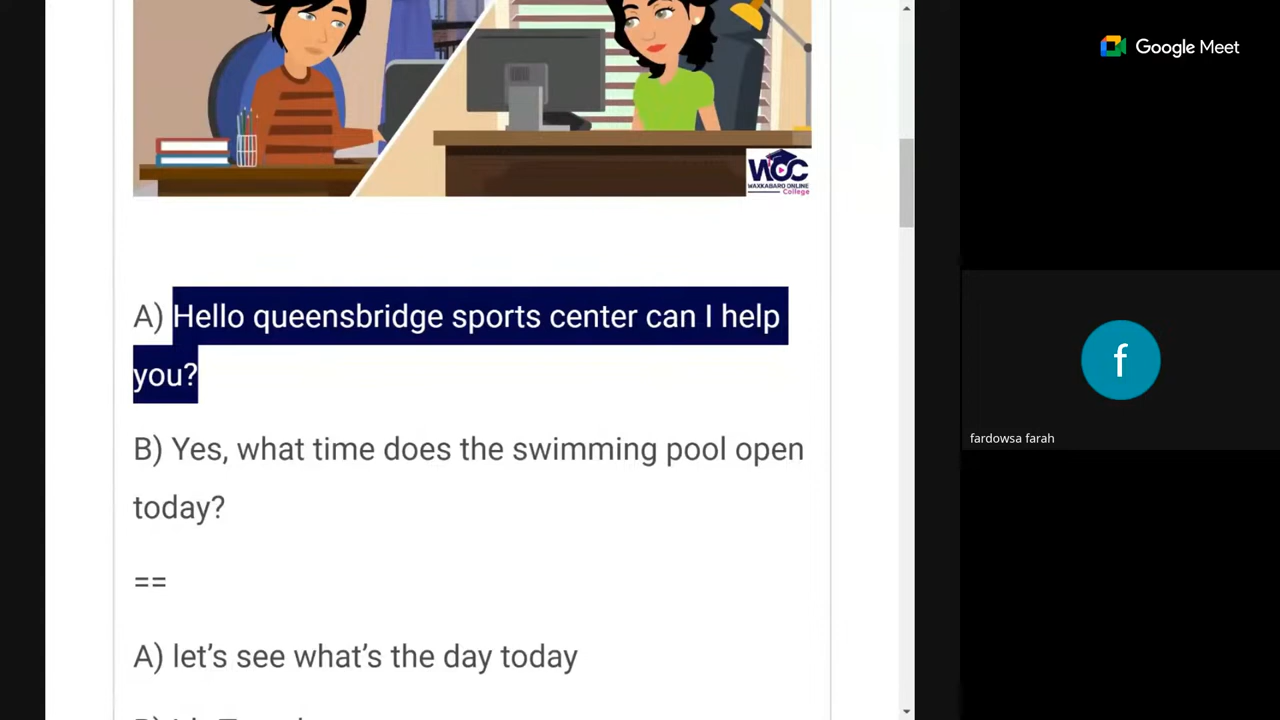 Google Meet
WOC
WAXKABARO ONLINE
College
A) Hello queensbridge sports center can I help
you?
B) Yes, what time does the swimming pool open
today?
==
A) let's see what's the day today
f
fardowsa farah